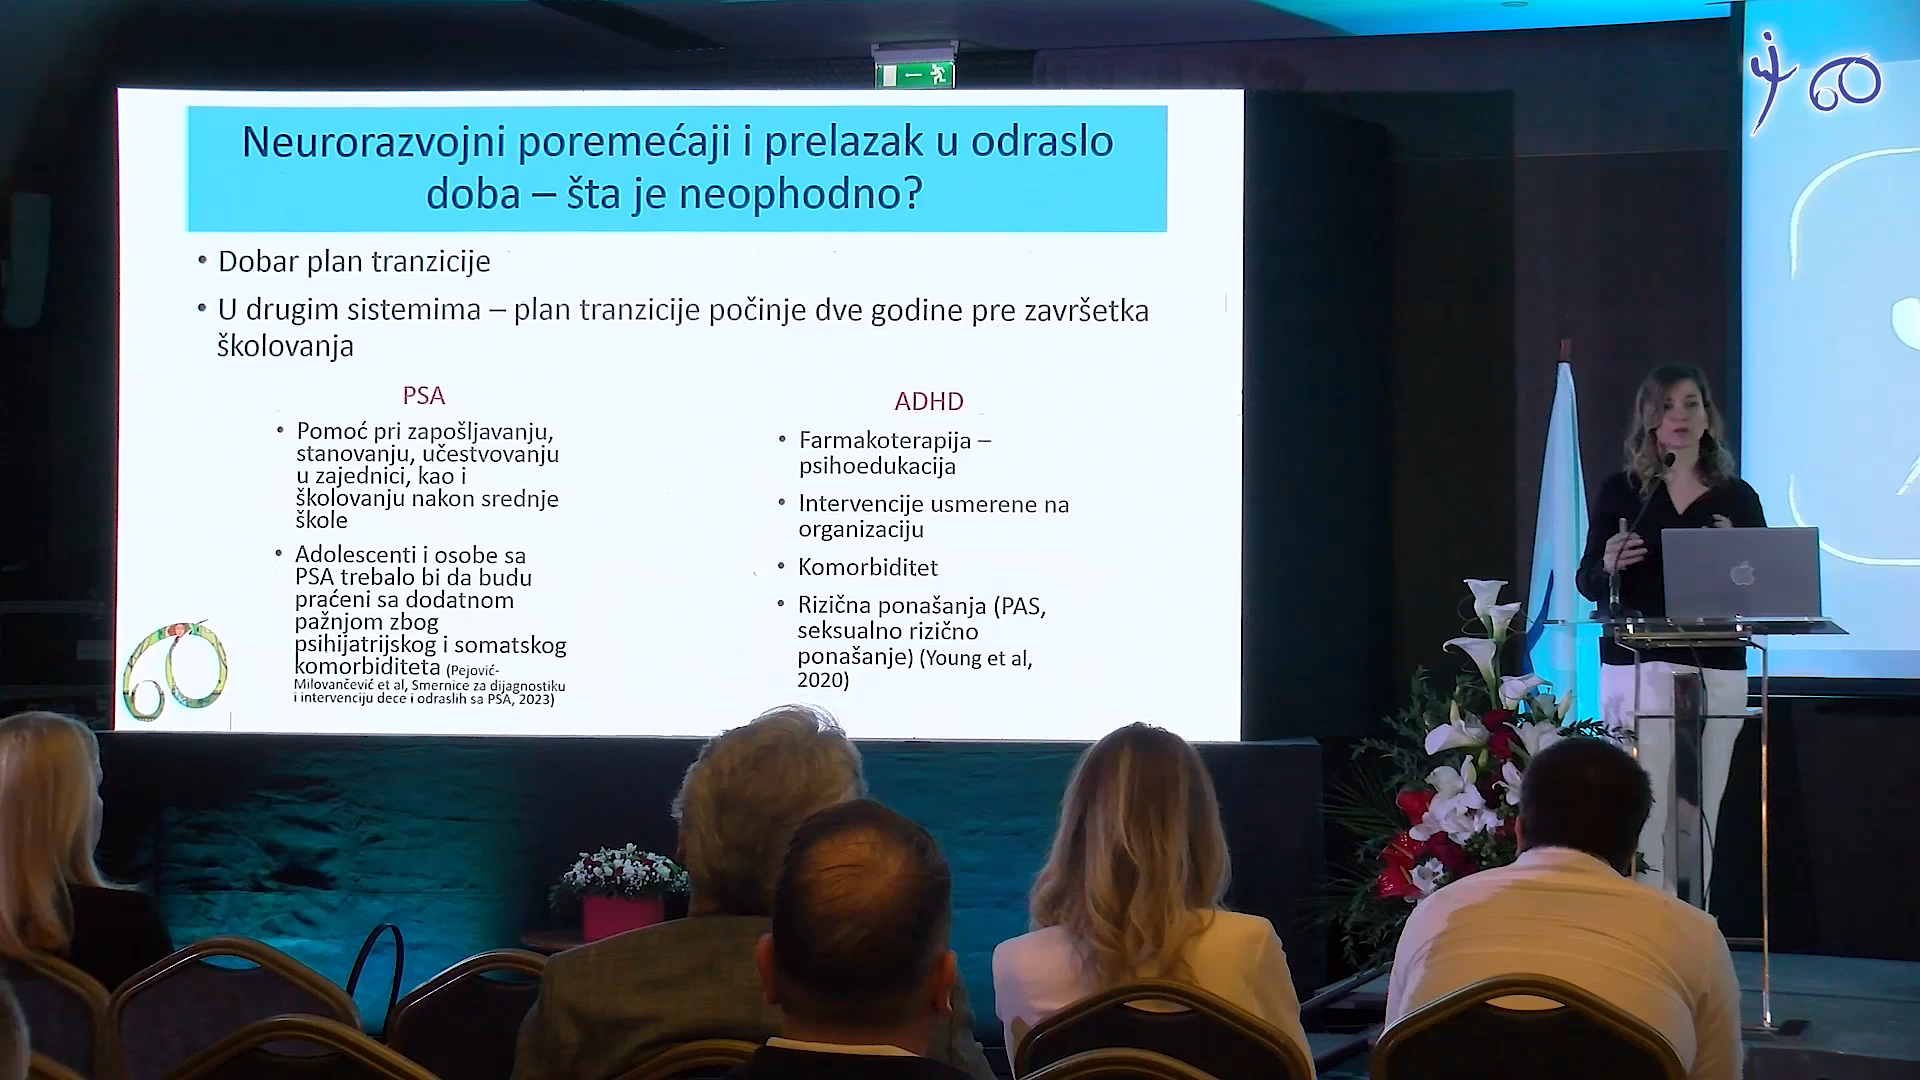 Neurorazvojni poremećaji i prelazak u odraslo
doba – šta je neophodno?
• Dobar plan tranzicije
• U drugim sistemima – plan tranzicije počinje dve godine pre završetka
školovanja
PSA
• Pomoć pri zapošljavanju,
stanovanju, učestvovanju
u zajednici, kao i
školovanju nakon srednje
škole
• Adolescenti i osobe sa
PSA trebalo bi da budu
praćeni sa dodatnom
pažnjom zbog
psihijatrijskog i somatskog
komorbiditeta (Pejović-
Milovančević et al, Smernice za dijagnostiku
i intervenciju dece i odraslih sa PSA, 2023)
ADHD
• Farmakoterapija –
psihoedukacija
• Intervencije usmerene na
organizaciju
• Komorbiditet
• Rizična ponašanja (PAS,
seksualno rizično
ponašanje) (Young et al,
2020)
60
60